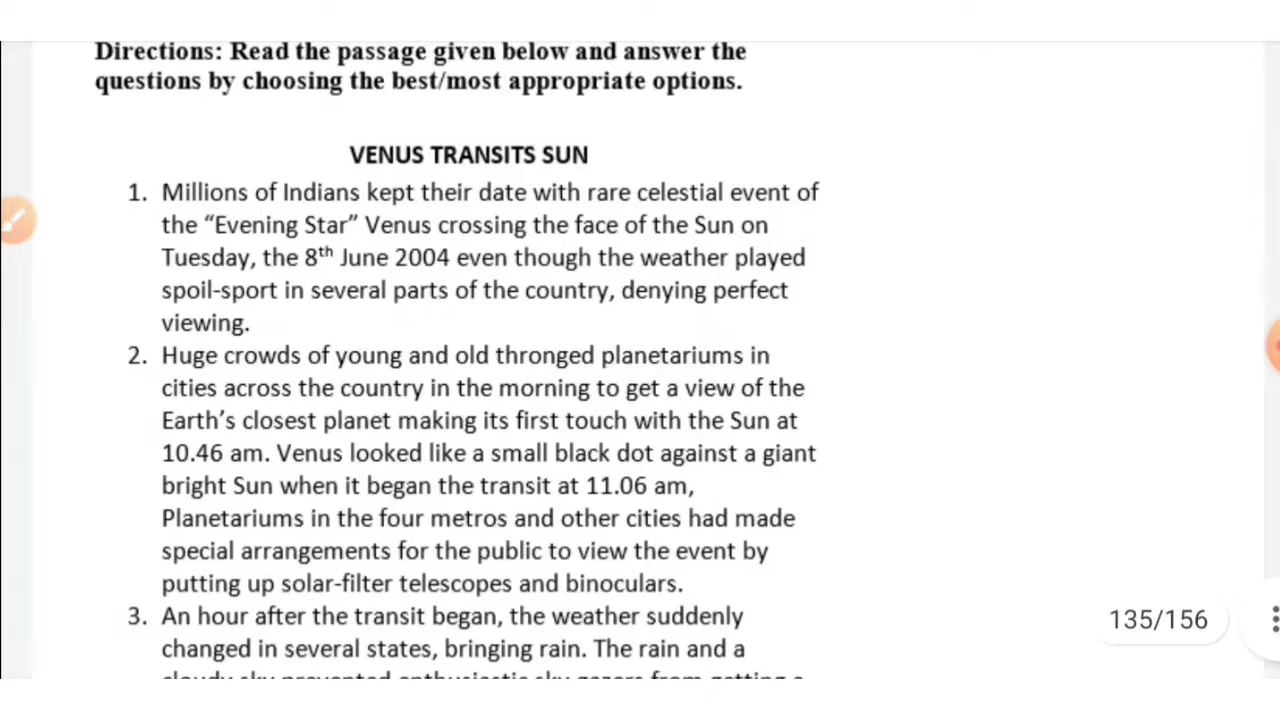 Directions: Read the passage given below and answer the
questions by choosing the best/most appropriate options.
VENUS TRANSITS SUN
1. Millions of Indians kept their date with rare celestial event of
the “Evening Star” Venus crossing the face of the Sun on
Tuesday, the 8th June 2004 even though the weather played
spoil-sport in several parts of the country, denying perfect
viewing.
2. Huge crowds of young and old thronged planetariums in
cities across the country in the morning to get a view of the
Earth’s closest planet making its first touch with the Sun at
10.46 am. Venus looked like a small black dot against a giant
bright Sun when it began the transit at 11.06 am,
Planetariums in the four metros and other cities had made
special arrangements for the public to view the event by
putting up solar-filter telescopes and binoculars.
3. An hour after the transit began, the weather suddenly
changed in several states, bringing rain. The rain and a
cloudy sky prevented enthusiastic sky gazers from getting a
135/156